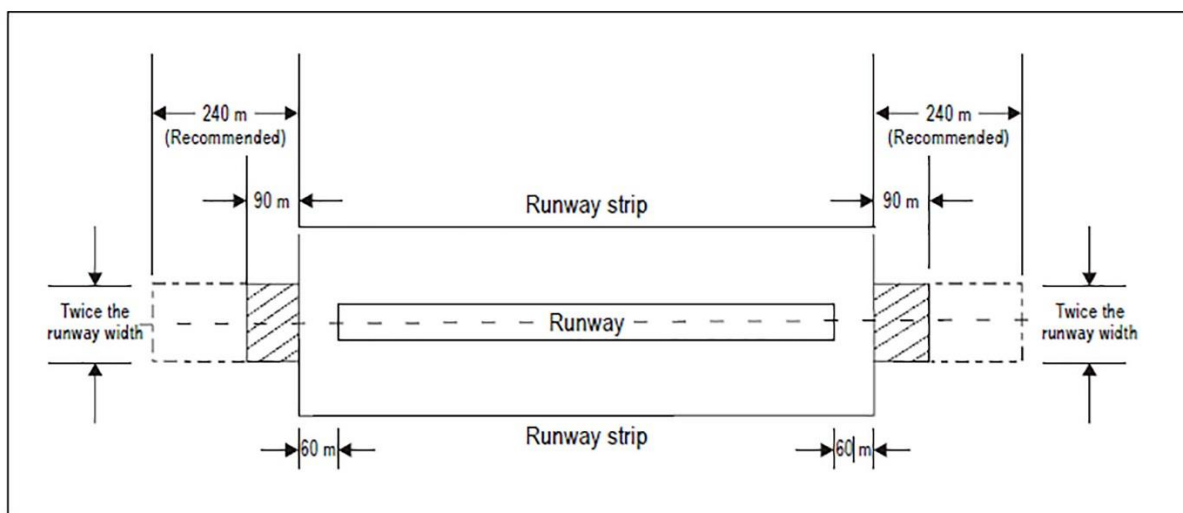 240 m
(Recommended)
240 m
(Recommended)
90 m
90 m
Runway strip
Twice the
runway width
Runway
Twice the
runway width
Runway strip
60 m
60 m